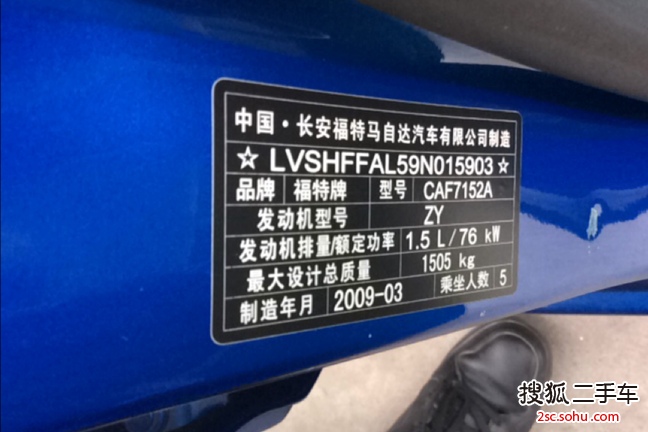 中国·长安福特马自达汽车有限公司制造
☆ LVSHFFAL59N015903 ☆
品牌 福特牌 型号 CAF7152A
发动机型号 ZY
发动机排量/额定功率 1.5 L/76 kW
最大设计总质量 1505 kg
制造年月 2009-03 乘坐人数 5
搜狐二手车
2sc.sohu.com